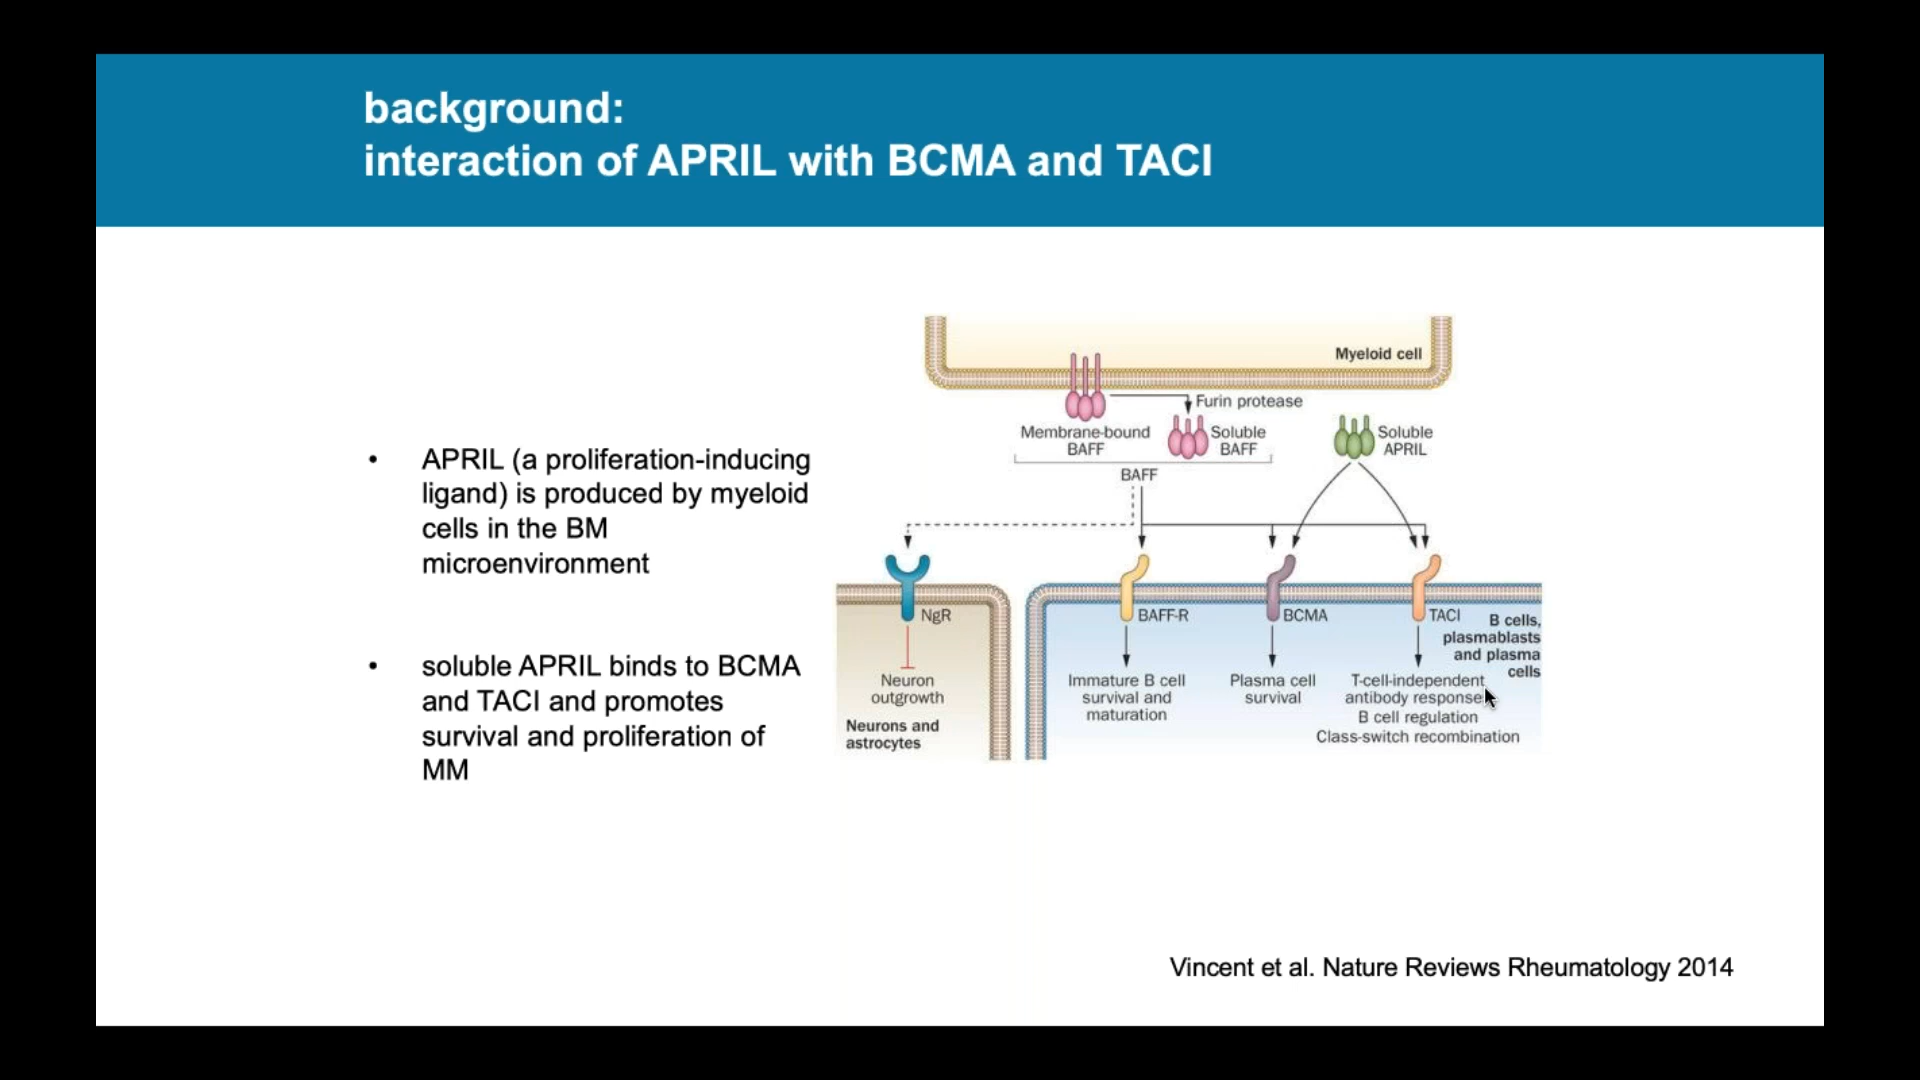 background:
interaction of APRIL with BCMA and TACI
• APRIL (a proliferation-inducing
ligand) is produced by myeloid
cells in the BM
microenvironment
• soluble APRIL binds to BCMA
and TACI and promotes
survival and proliferation of
MM
Myeloid cell
Furin protease
Membrane-bound
BAFF
Soluble
BAFF
Soluble
APRIL
BAFF
NgR
BAFF-R
BCMA
TACI
B cells,
plasmablasts
and plasma
cells
Neuron
outgrowth
Immature B cell
survival and
maturation
Plasma cell
survival
T-cell-independent
antibody response
B cell regulation
Class-switch recombination
Neurons and
astrocytes
Vincent et al. Nature Reviews Rheumatology 2014